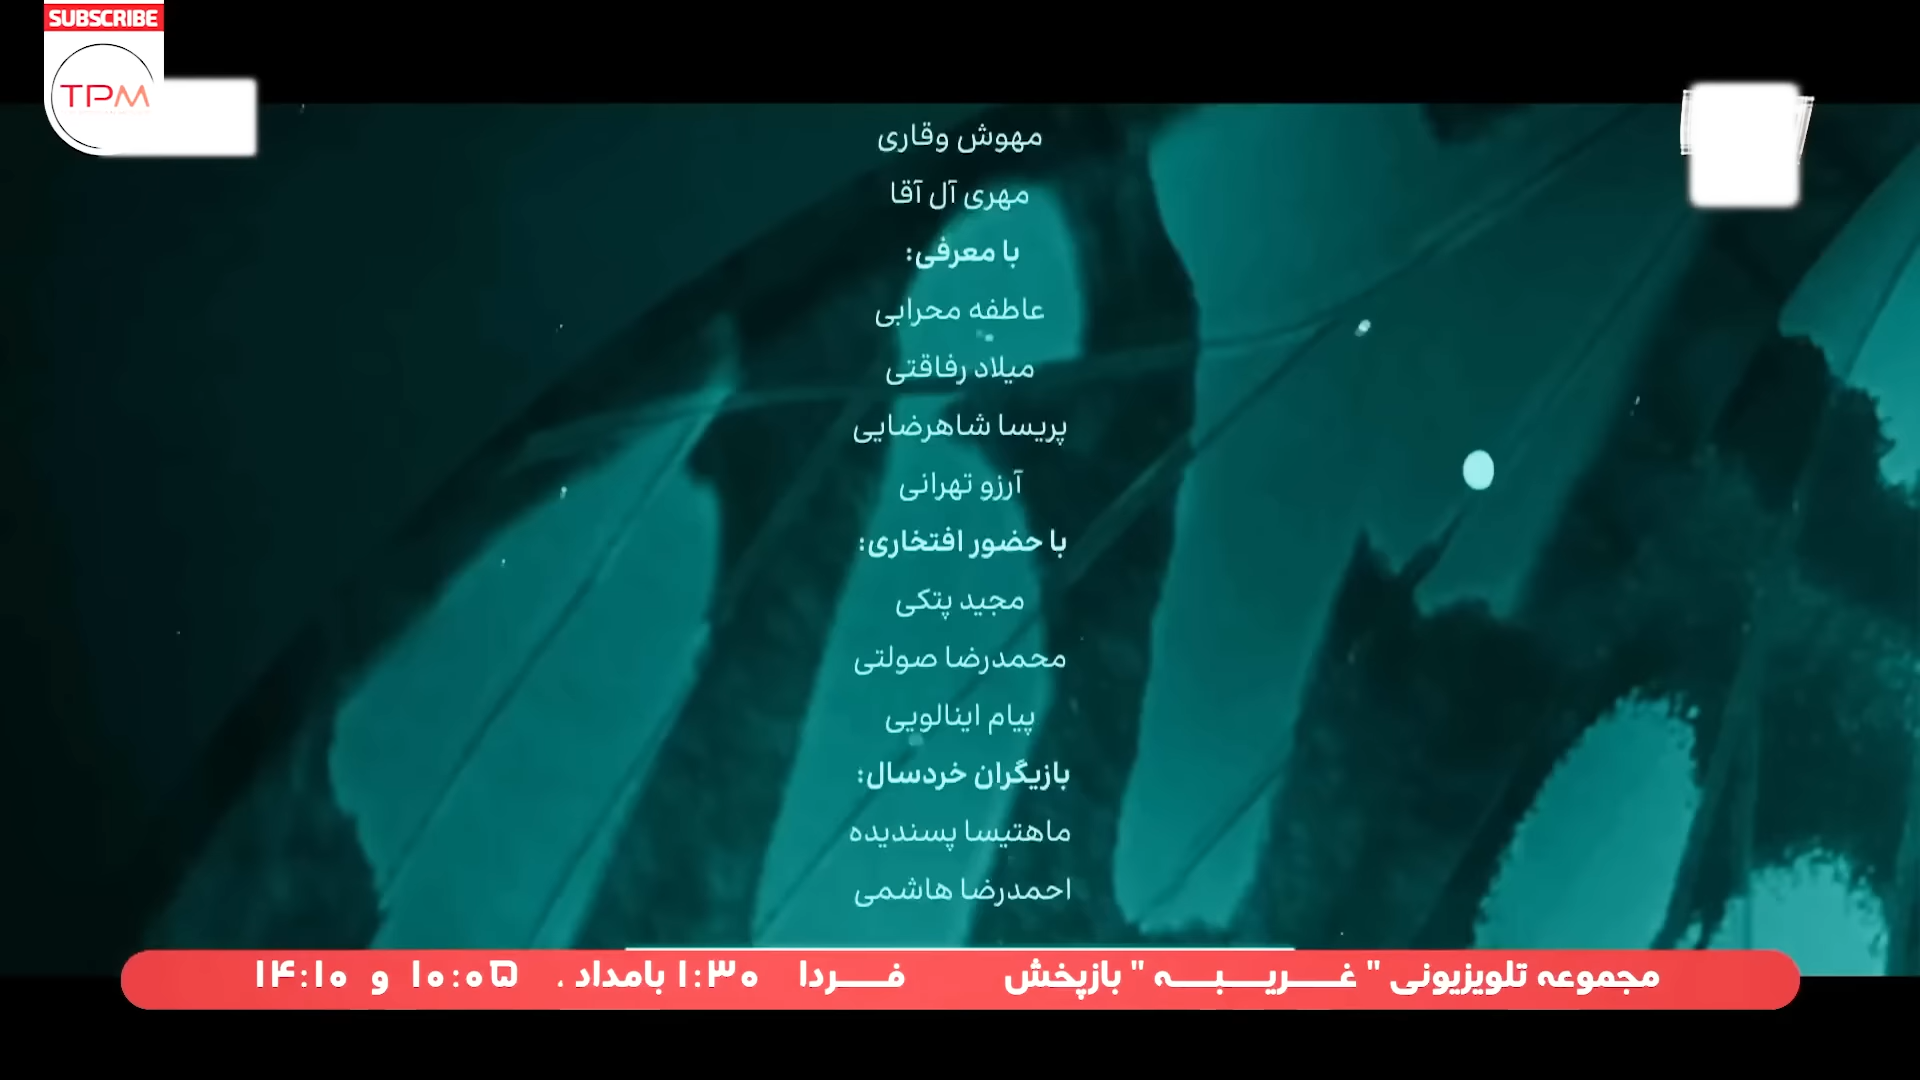 SUBSCRIBE
TPM
مهوش وقاری
مهری آل آقا
با معرفی:
عاطفه محرابی
میلاد رفاقتی
پریسا شاهرضایی
آرزو تهرانی
با حضور افتخاری:
مجید پتکی
محمدرضا صولتی
پیام اینالویی
بازیگران خردسال:
ماهتیسا پسندیده
احمدرضا هاشمی
مجموعه تلویزیونی " غـــریـــبـــه " بازپخش فـــردا ۱:۳۰ بامداد ، ۱۰:۰۵ و ۱۴:۱۰